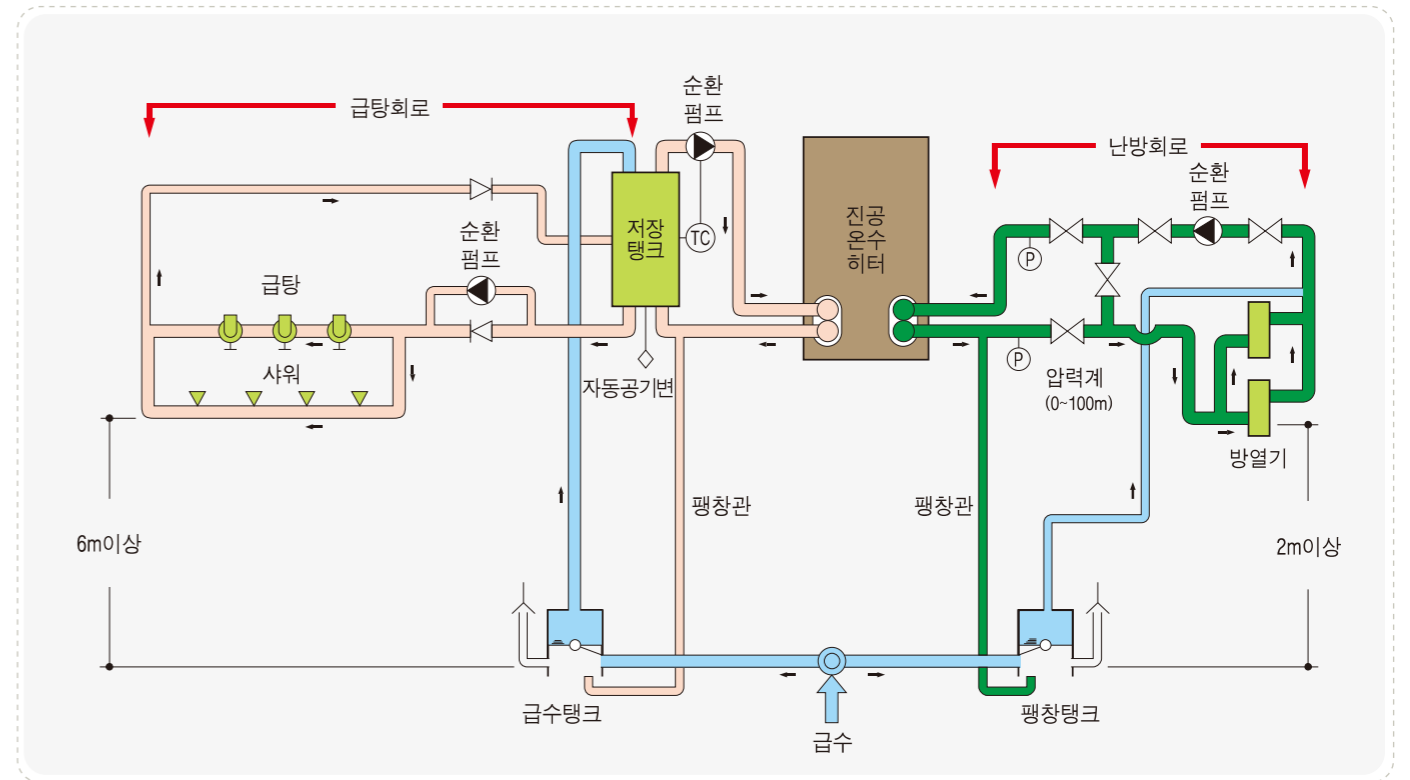 급탕회로
순환
펌프
난방회로
순환
펌프
저장
탱크
TC
진공
온수
히터
순환
펌프
급탕
P
P
샤워
자동공기변
압력계
(0~100m)
방열기
팽창관
팽창관
6m이상
2m이상
급수탱크
팽창탱크
급수